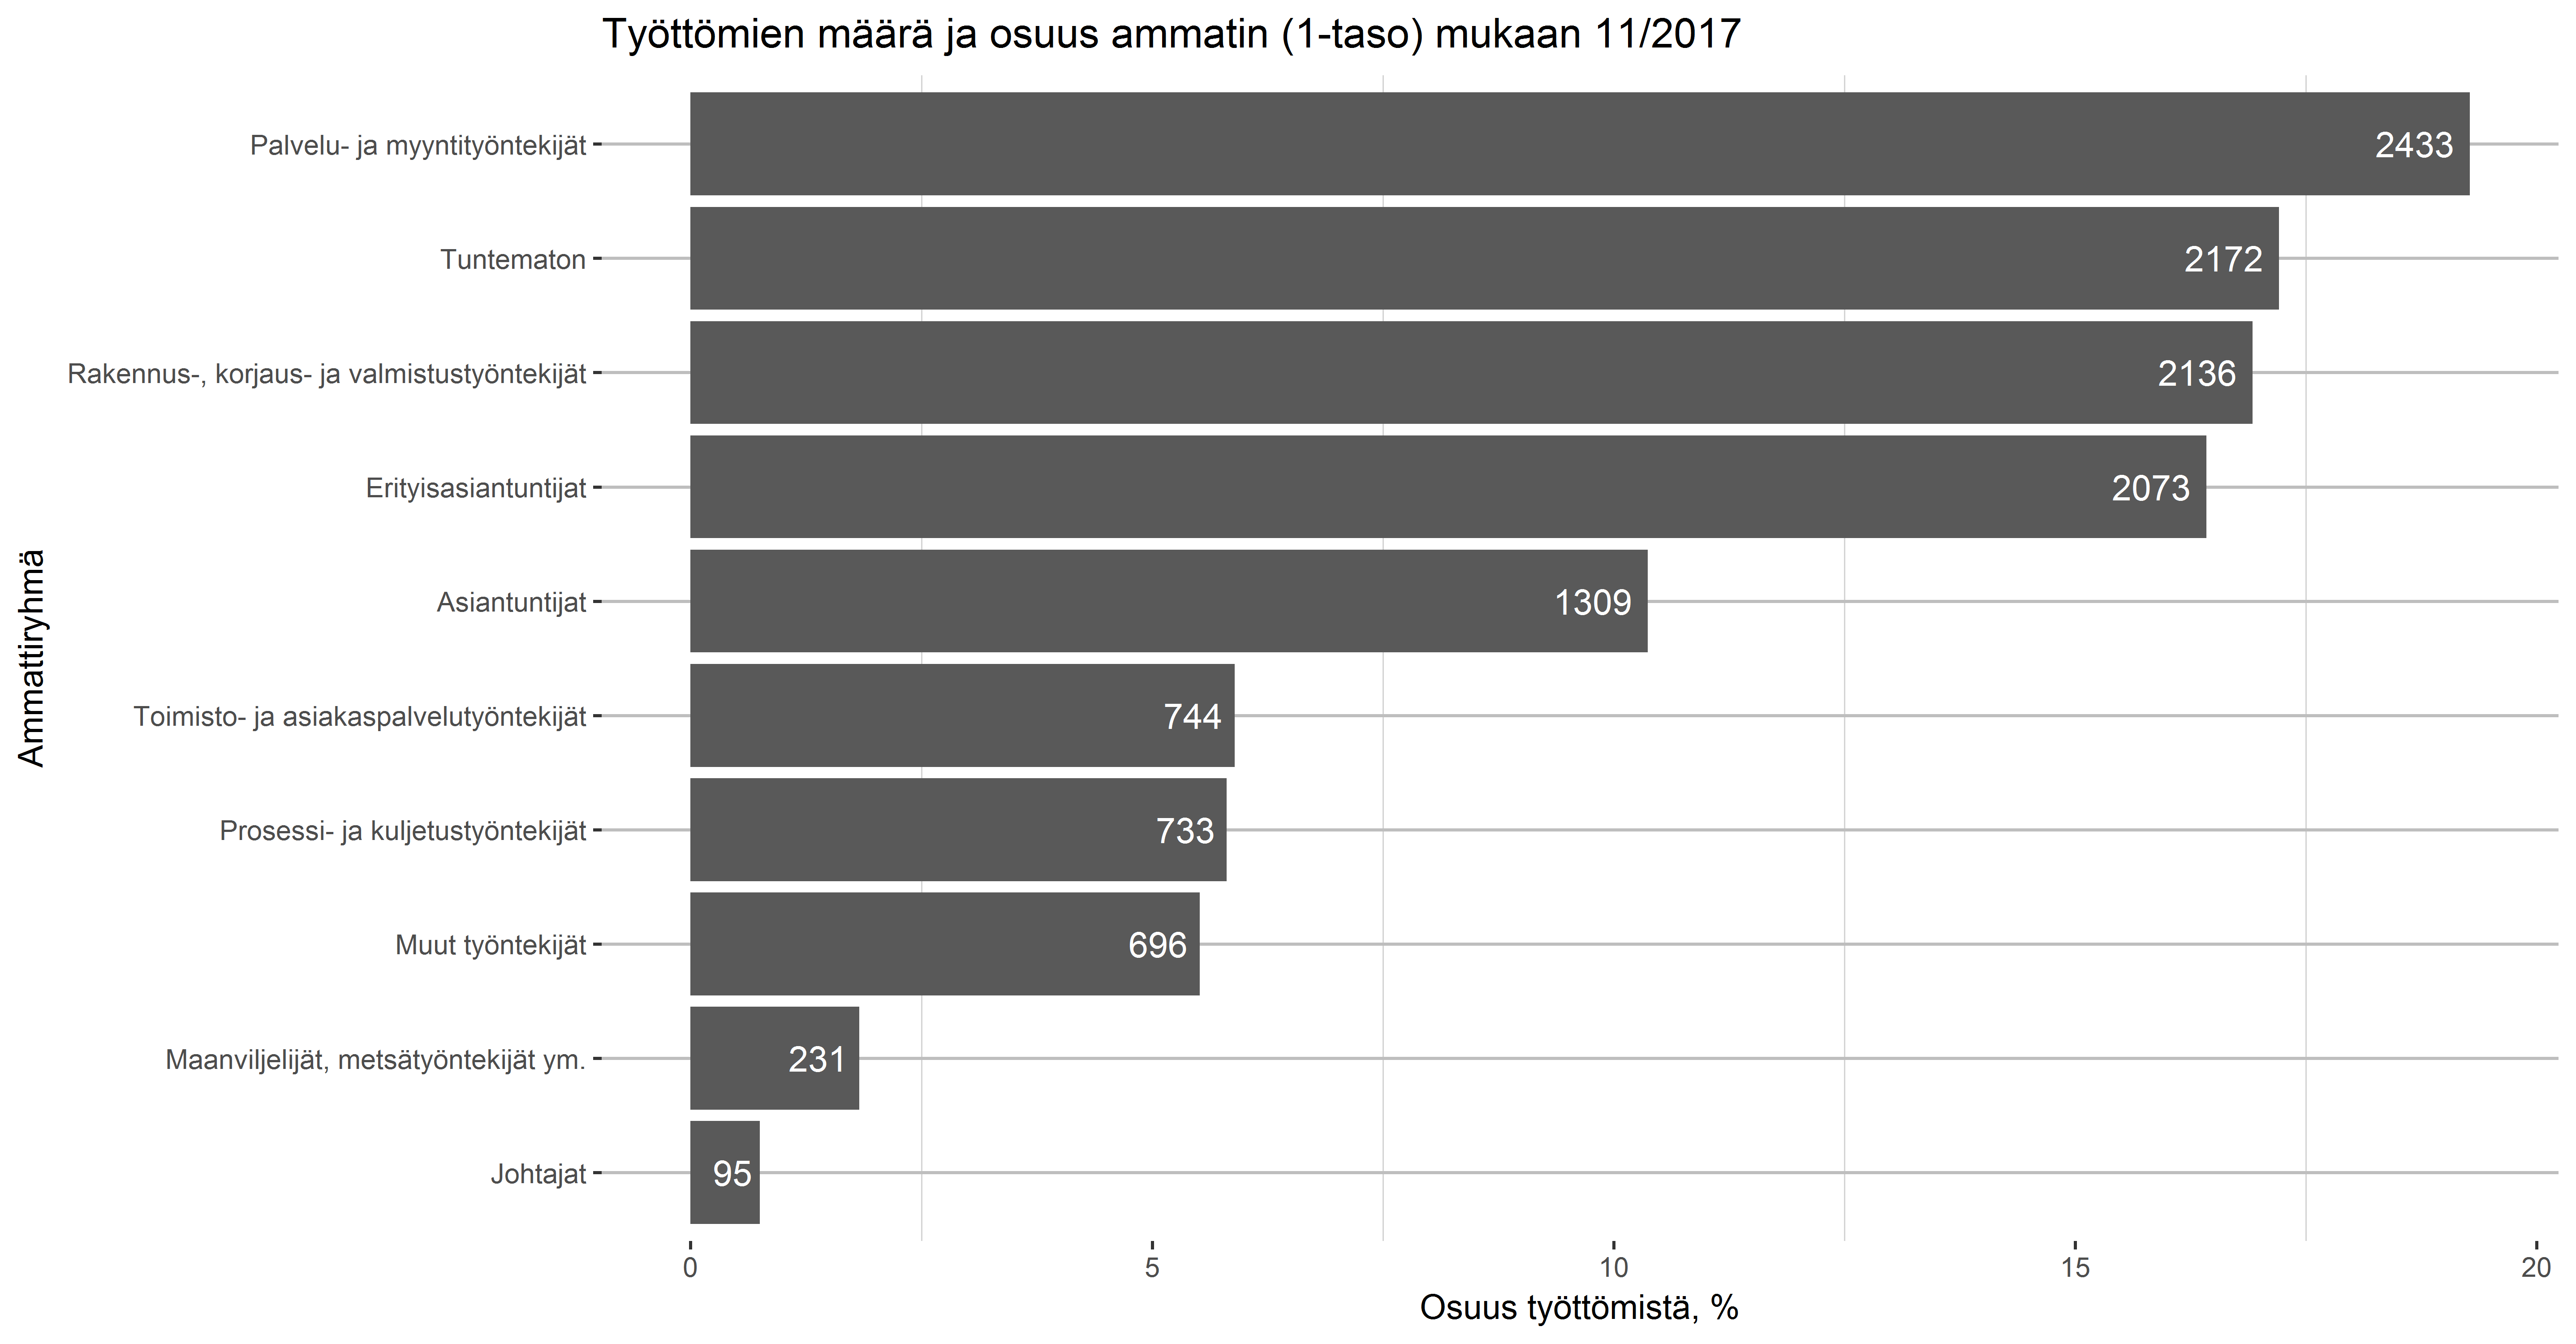 Työttömien määrä ja osuus ammatin (1-taso) mukaan 11/2017
Ammattiryhmä
Palvelu- ja myyntityöntekijät
2433
Tuntematon
2172
Rakennus-, korjaus- ja valmistustyöntekijät
2136
Erityisasiantuntijat
2073
Asiantuntijat
1309
Toimisto- ja asiakaspalvelutyöntekijät
744
Prosessi- ja kuljetustyöntekijät
733
Muut työntekijät
696
Maanviljelijät, metsätyöntekijät ym.
231
Johtajat
95
0 5 10 15 20
Osuus työttömistä, %